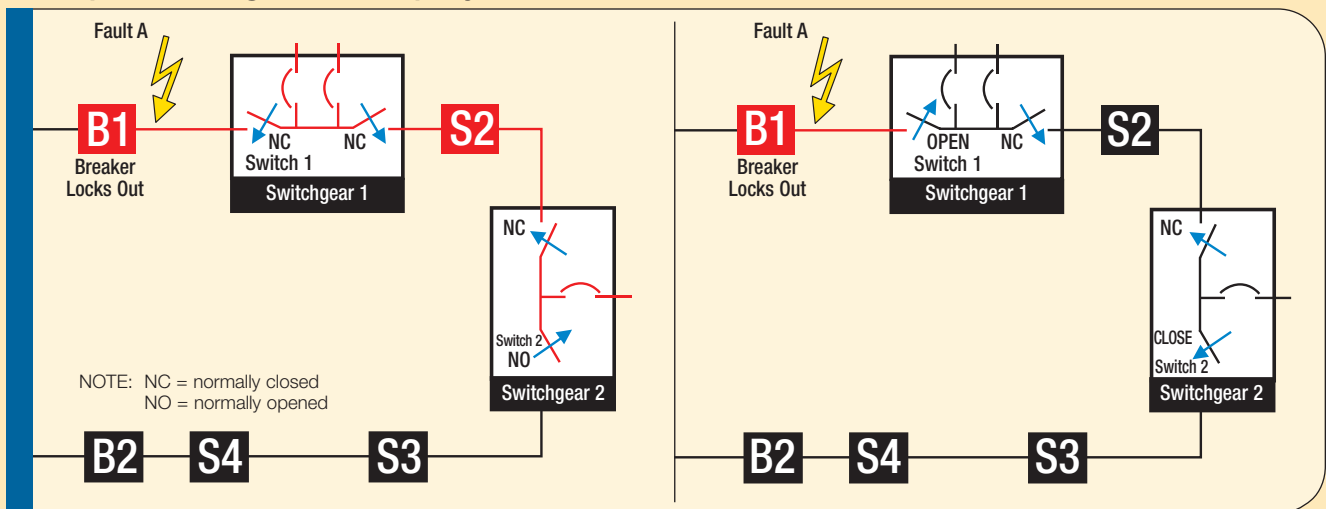 Fault A
B1
Breaker
Locks Out
NC
NC
Switch 1
Switchgear 1
S2
NC
Switch 2
NO
Switchgear 2
NOTE: NC = normally closed
NO = normally opened
B2
S4
S3
Fault A
B1
Breaker
Locks Out
OPEN
NC
Switch 1
Switchgear 1
S2
NC
CLOSE
Switch 2
Switchgear 2
B2
S4
S3